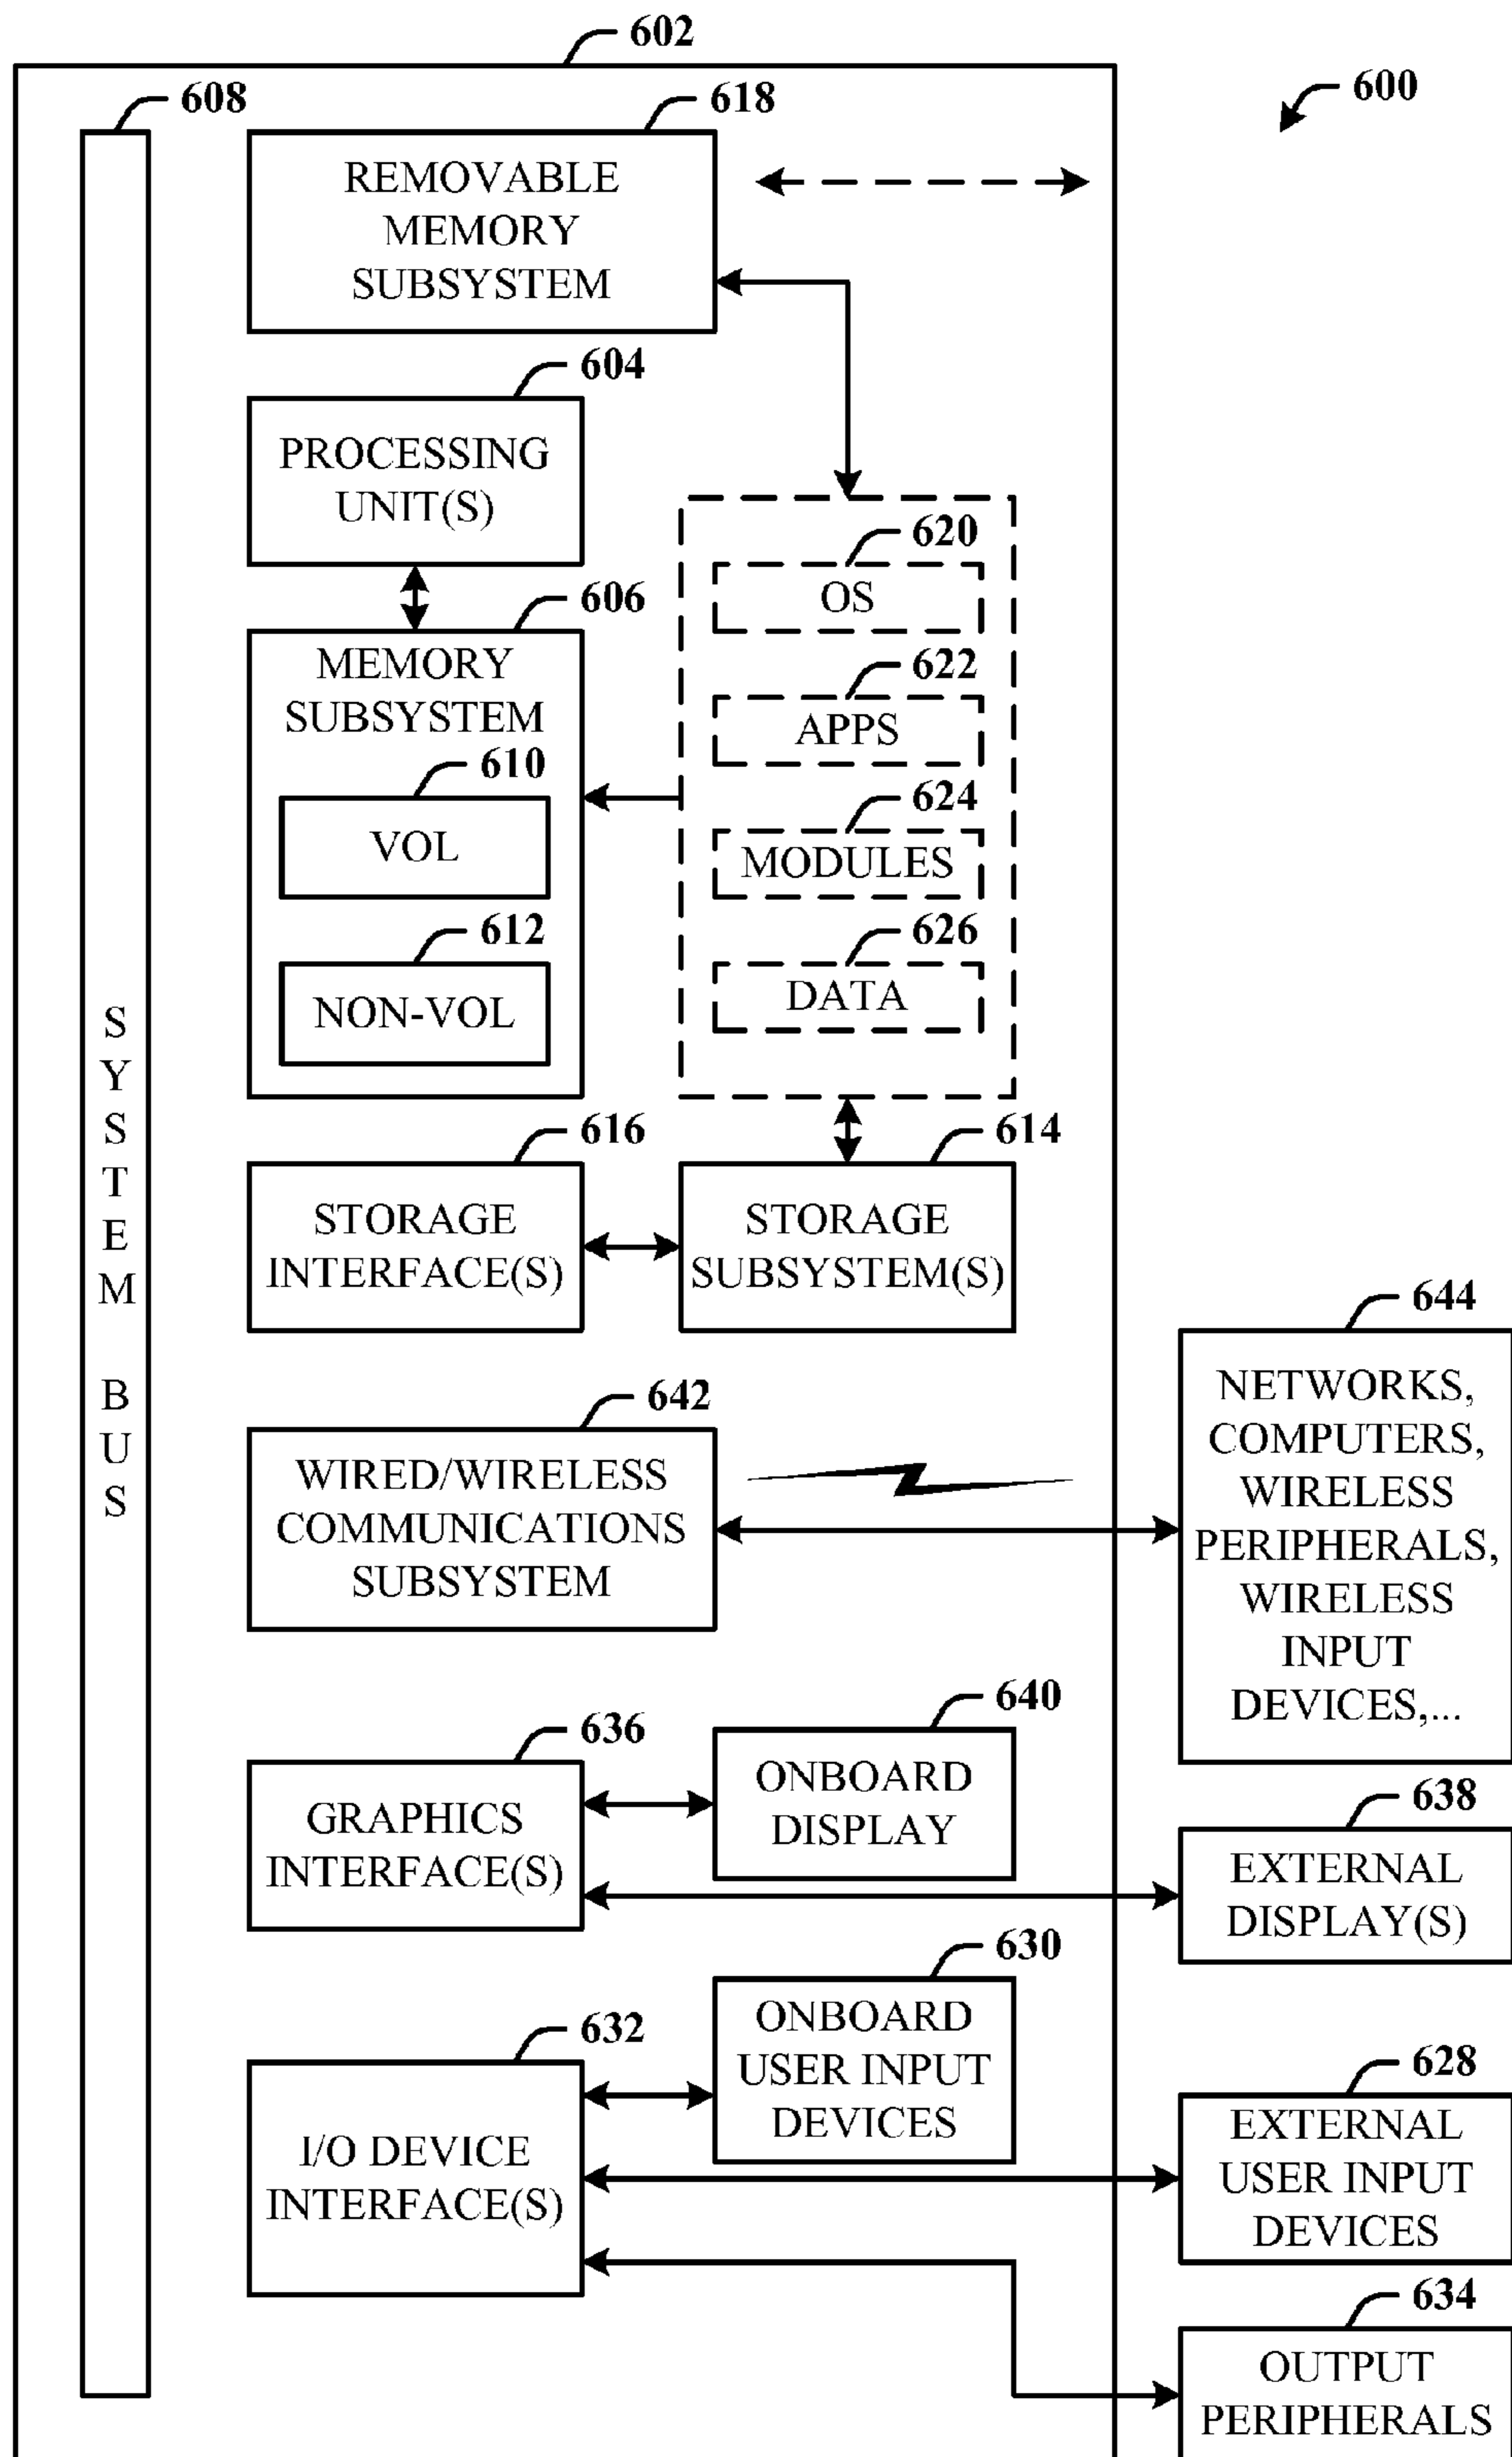 602
600
608
618
REMOVABLE
MEMORY
SUBSYSTEM
604
PROCESSING
UNIT(S)
620
OS
606
MEMORY
SUBSYSTEM
622
APPS
610
VOL
624
MODULES
612
NON-VOL
626
DATA
SYSTEM BUS
616
STORAGE
INTERFACE(S)
614
STORAGE
SUBSYSTEM(S)
644
NETWORKS,
COMPUTERS,
WIRELESS
PERIPHERALS,
WIRELESS
INPUT
DEVICES,...
642
WIRED/WIRELESS
COMMUNICATIONS
SUBSYSTEM
636
GRAPHICS
INTERFACE(S)
640
ONBOARD
DISPLAY
638
EXTERNAL
DISPLAY(S)
630
ONBOARD
USER INPUT
DEVICES
632
I/O DEVICE
INTERFACE(S)
628
EXTERNAL
USER INPUT
DEVICES
634
OUTPUT
PERIPHERALS